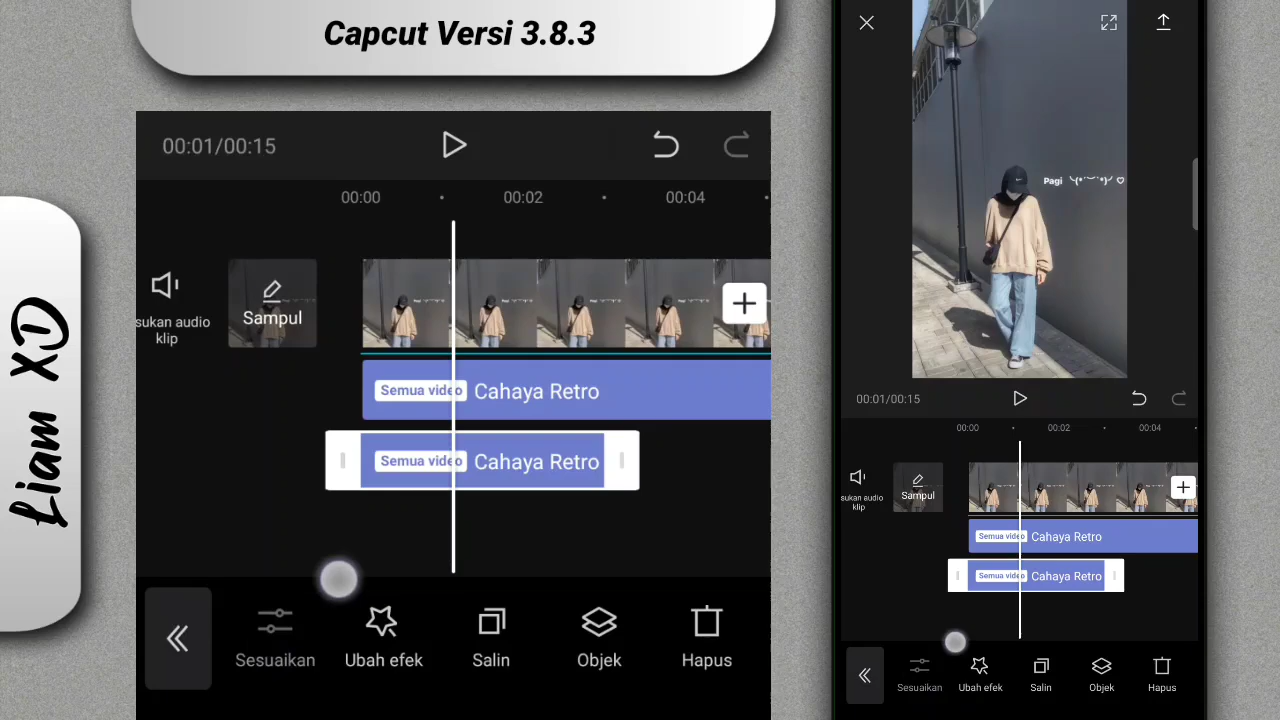 Capcut Versi 3.8.3
Liam XD
00:01/00:15
00:00
00:02
00:04
sukan audio
klip
Sampul
Semua video Cahaya Retro
Semua video Cahaya Retro
Sesuaikan
Ubah efek
Salin
Objek
Hapus
Pagi ╰(*´︶`*)╯♡
00:01/00:15
00:00
00:02
00:04
sukan audio
klip
Sampul
Semua video Cahaya Retro
Semua video Cahaya Retro
Sesuaikan
Ubah efek
Salin
Objek
Hapus